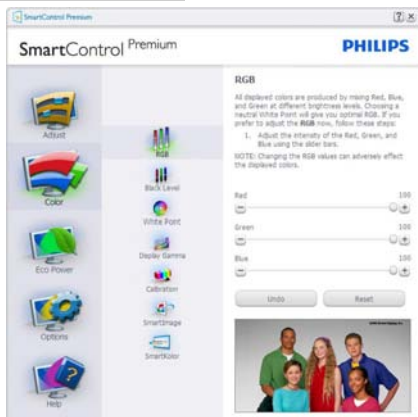 SmartControl Premium
SmartControl Premium
PHILIPS
Adjust
Color
Eco Power
Options
Help
RGB
Black Level
White Point
Display Gamma
Calibration
SmartImage
SmartKolor
RGB
All displayed colors are produced by mixing Red, Blue,
and Green at different brightness levels. Choosing a
neutral White Point will give you optimal RGB. If you
prefer to adjust the RGB now, follow these steps:
1. Adjust the intensity of the Red, Green, and
Blue using the slider bars.
NOTE: Changing the RGB values can adversely effect
the displayed colors.
Red 100
Green 100
Blue 100
Undo Reset